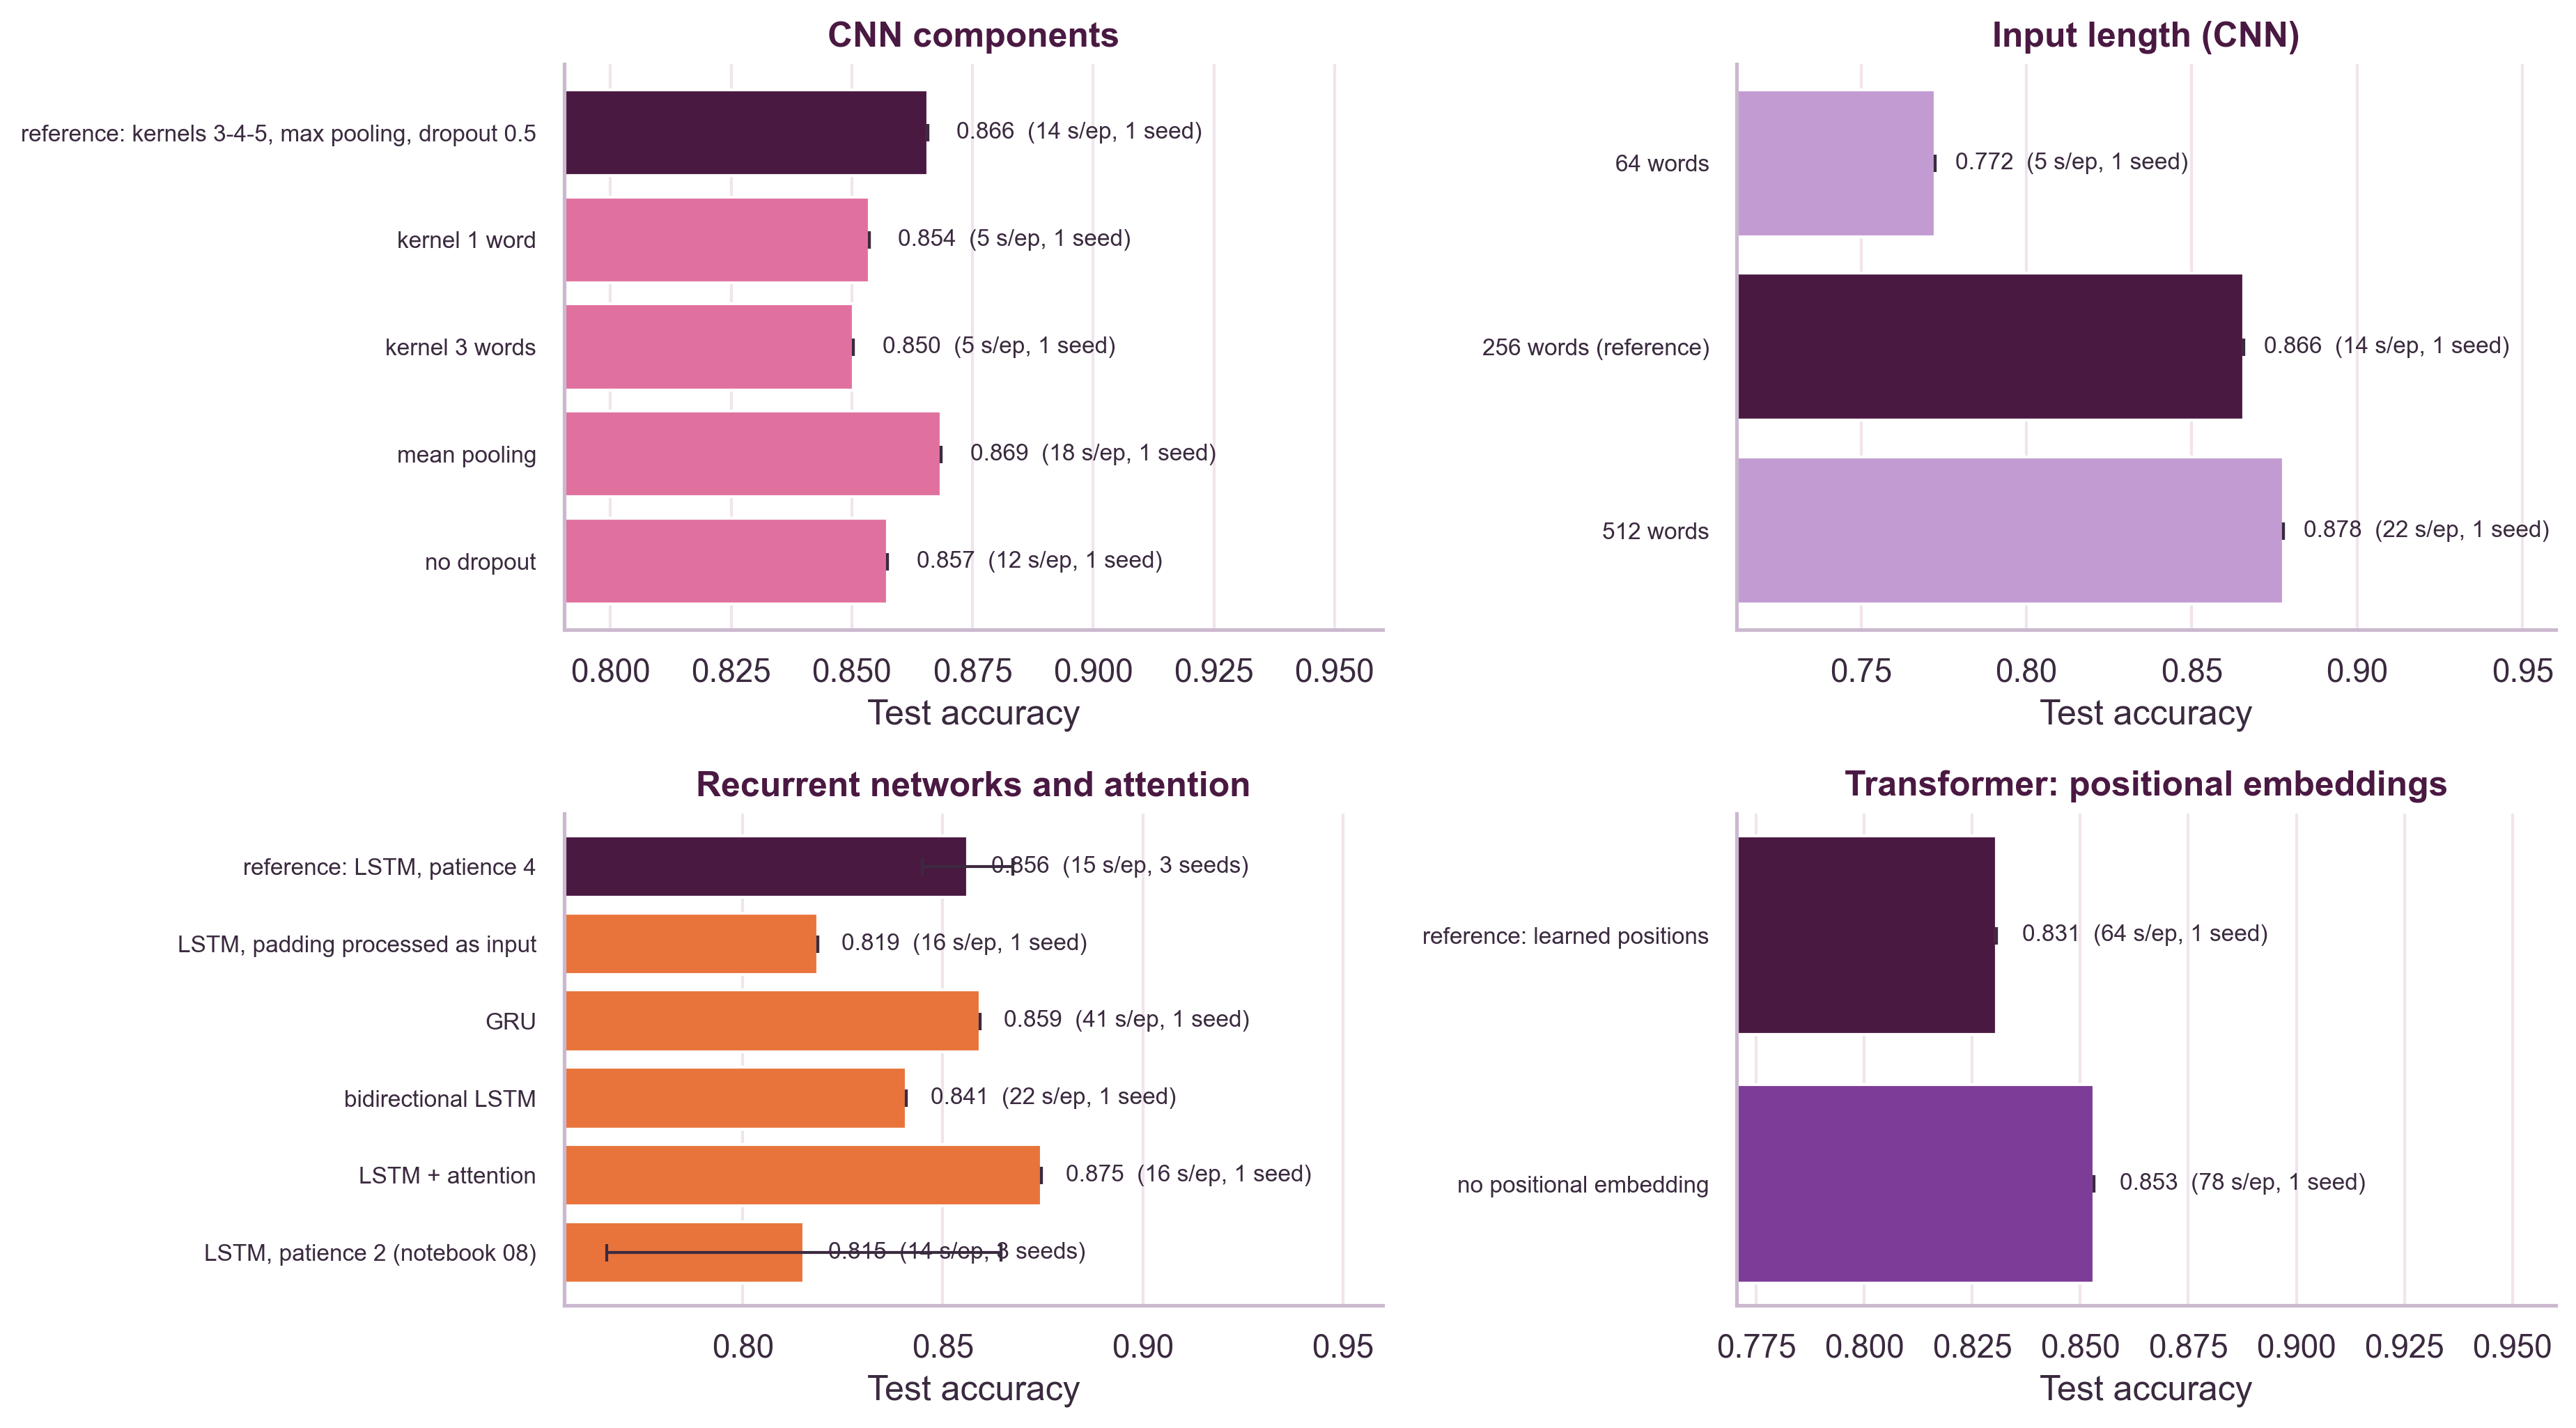 CNN components
reference: kernels 3-4-5, max pooling, dropout 0.5
0.866 (14 s/ep, 1 seed)
kernel 1 word
0.854 (5 s/ep, 1 seed)
kernel 3 words
0.850 (5 s/ep, 1 seed)
mean pooling
0.869 (18 s/ep, 1 seed)
no dropout
0.857 (12 s/ep, 1 seed)
0.800 0.825 0.850 0.875 0.900 0.925 0.950
Test accuracy
Input length (CNN)
64 words
0.772 (5 s/ep, 1 seed)
256 words (reference)
0.866 (14 s/ep, 1 seed)
512 words
0.878 (22 s/ep, 1 seed)
0.75 0.80 0.85 0.90 0.95
Test accuracy
Recurrent networks and attention
reference: LSTM, patience 4
0.856 (15 s/ep, 3 seeds)
LSTM, padding processed as input
0.819 (16 s/ep, 1 seed)
GRU
0.859 (41 s/ep, 1 seed)
bidirectional LSTM
0.841 (22 s/ep, 1 seed)
LSTM + attention
0.875 (16 s/ep, 1 seed)
LSTM, patience 2 (notebook 08)
0.815 (14 s/ep, 3 seeds)
0.80 0.85 0.90 0.95
Test accuracy
Transformer: positional embeddings
reference: learned positions
0.831 (64 s/ep, 1 seed)
no positional embedding
0.853 (78 s/ep, 1 seed)
0.775 0.800 0.825 0.850 0.875 0.900 0.925 0.950
Test accuracy